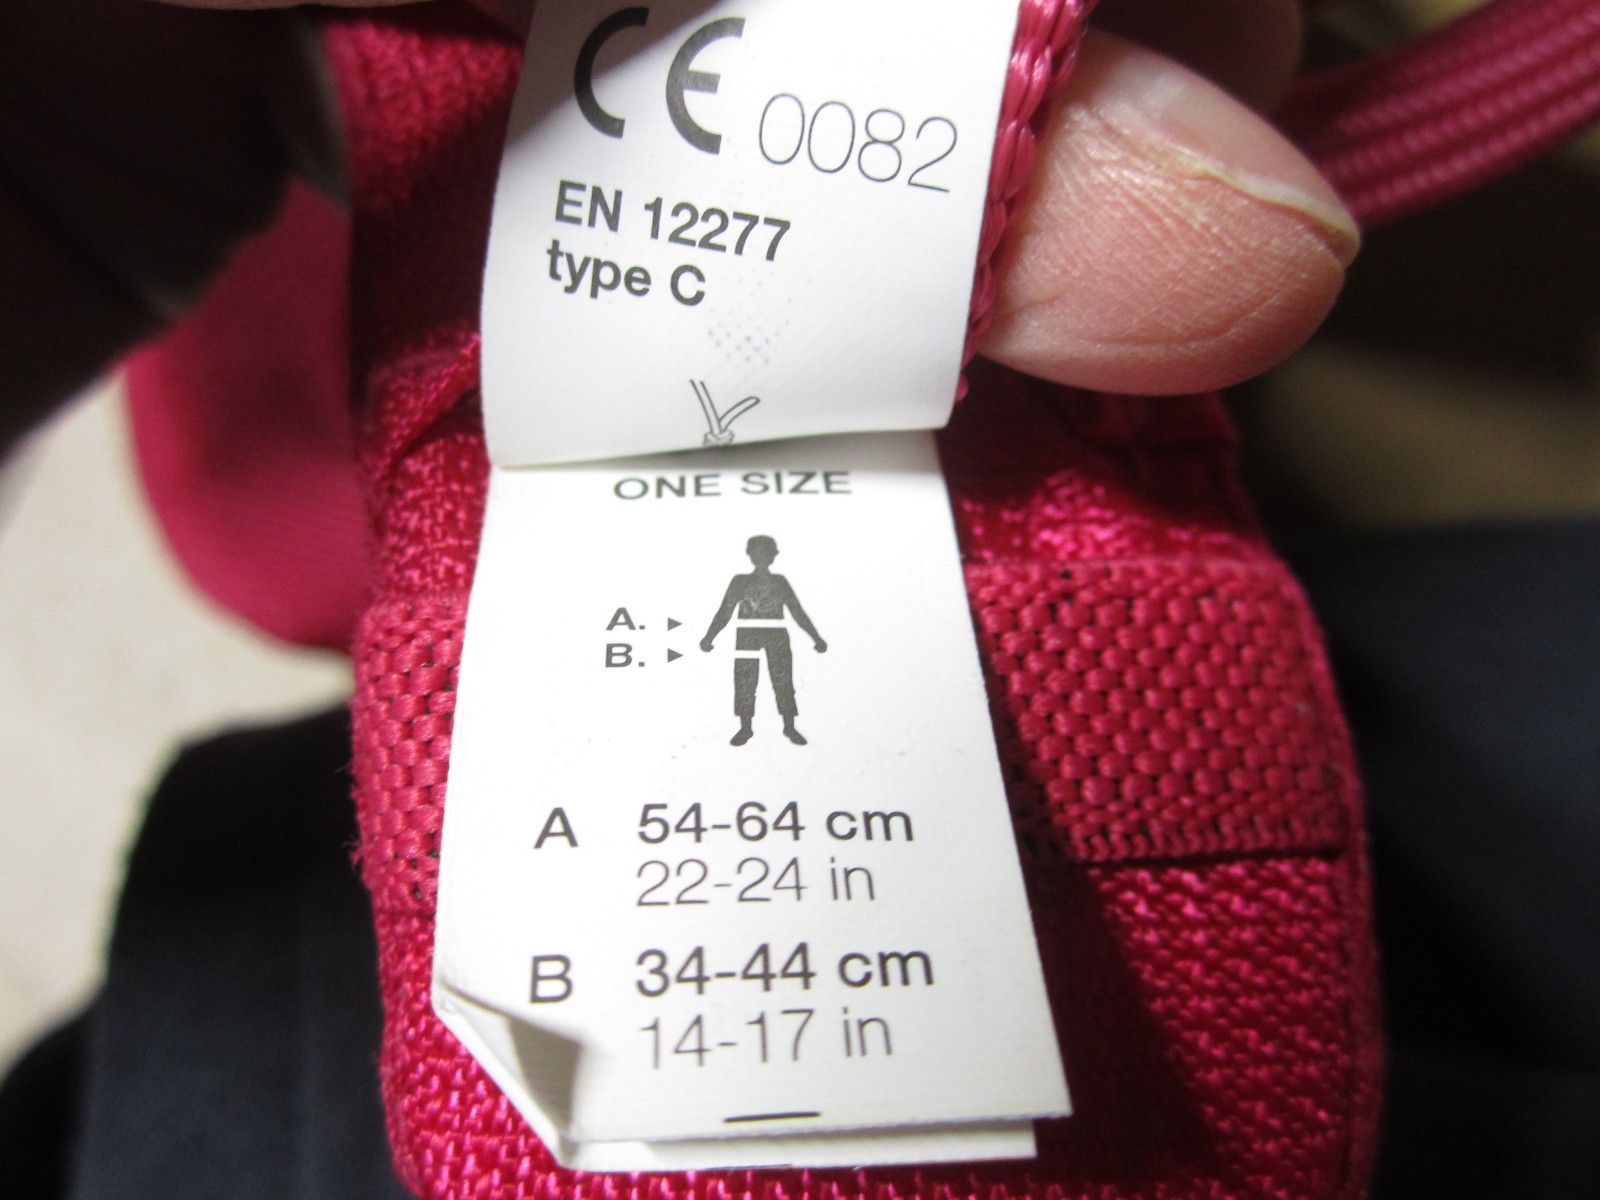 CE 0082
EN 12277
type C
ONE SIZE
A. ►
B. ►
A 54-64 cm
22-24 in
B 34-44 cm
14-17 in